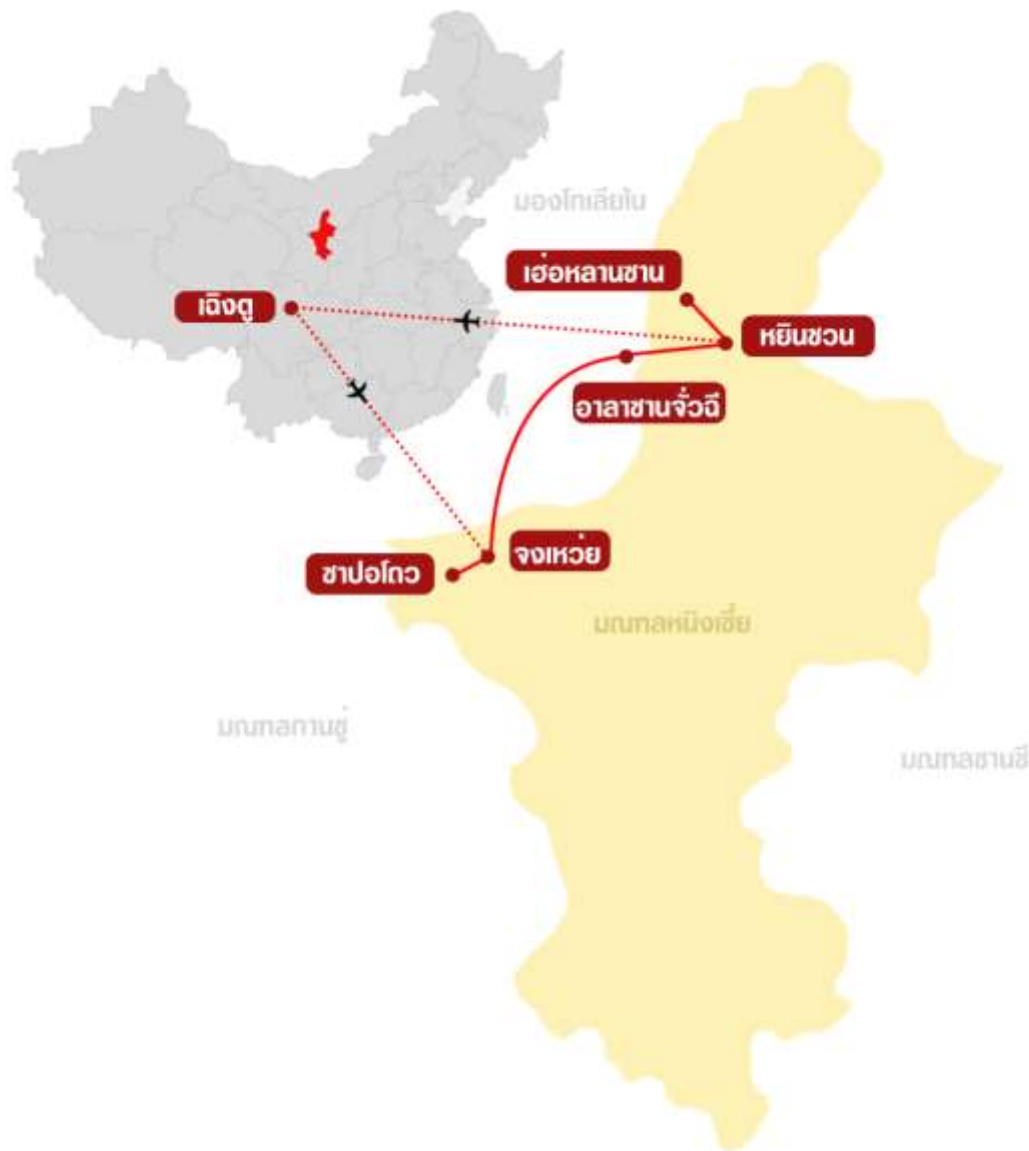 มองโกเลียใน
เฮ่อหลานซาน
เฉิงตู
หยินชวน
อาลาซานจั่วฉี
จงเหว่ย
ซาปอโถว
มณฑลหนิงเซี่ย
มณฑลกานซู่
มณฑลซานซี